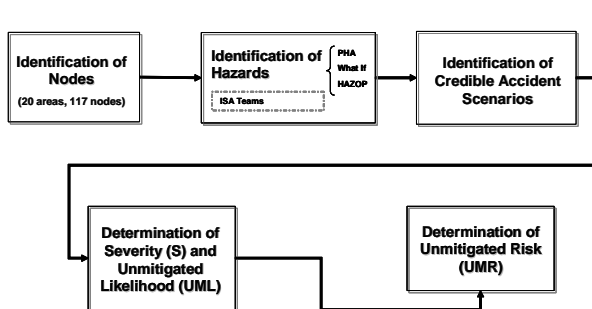 Identification of
Nodes
(20 areas, 117 nodes)
Identification of
Hazards
PHA
What If
HAZOP
ISA Teams
Identification of
Credible Accident
Scenarios
Determination of
Severity (S) and
Unmitigated
Likelihood (UML)
Determination of
Unmitigated Risk
(UMR)